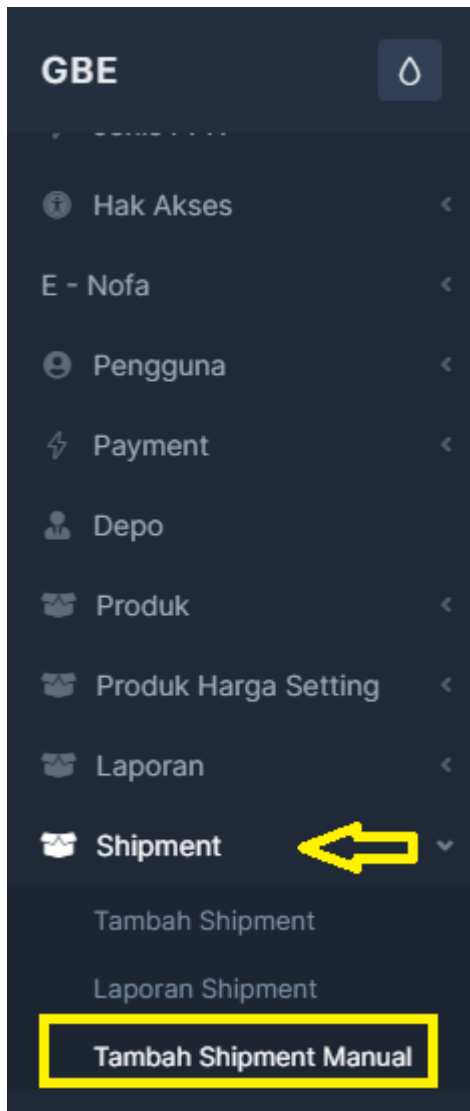 GBE
Hak Akses
E - Nofa
Pengguna
Payment
Depo
Produk
Produk Harga Setting
Laporan
Shipment
Tambah Shipment
Laporan Shipment
Tambah Shipment Manual